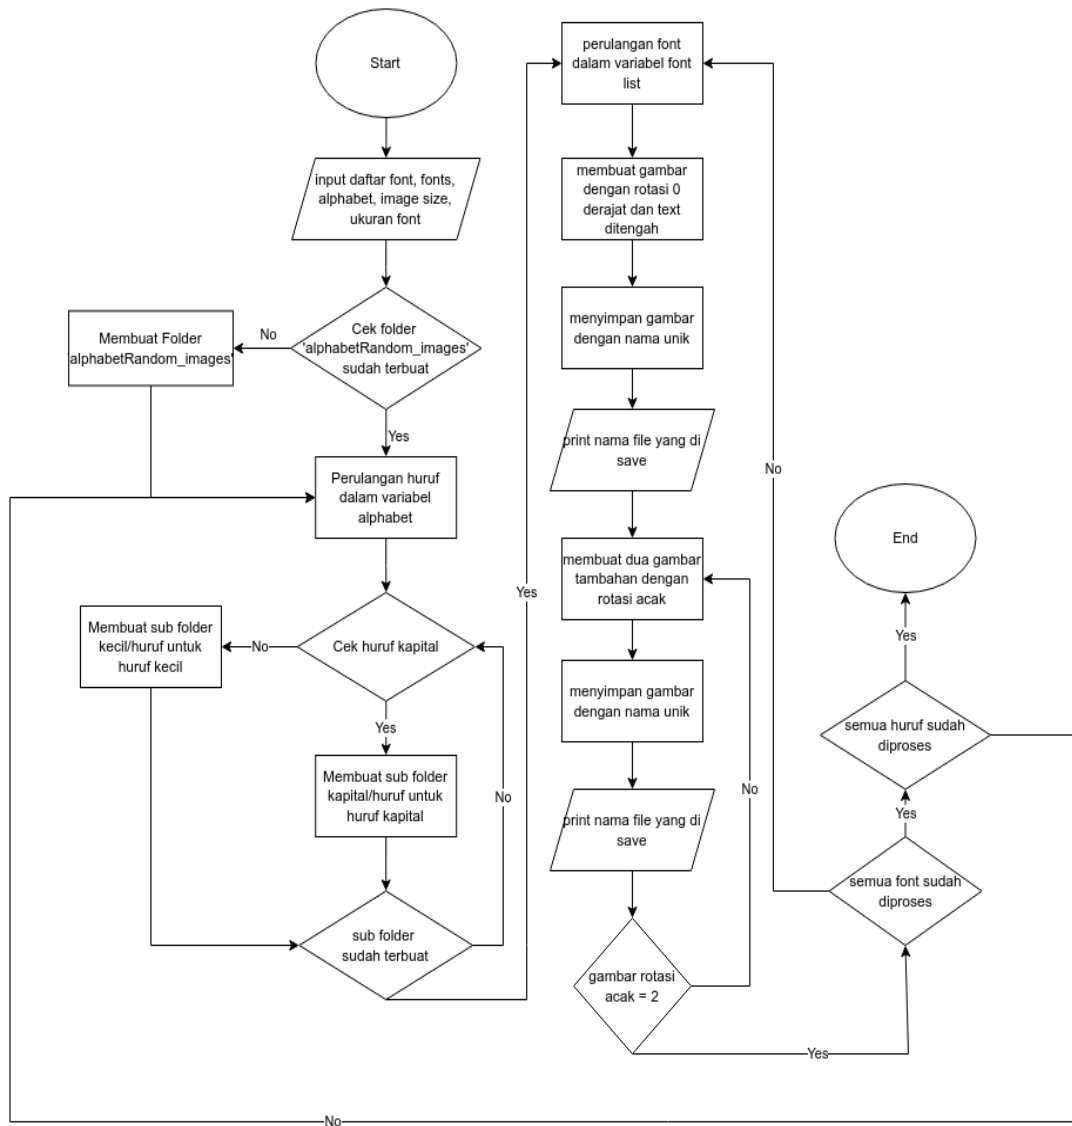 Start
input daftar font, fonts,
alphabet, image size,
ukuran font
Cek folder
'alphabetRandom_images'
sudah terbuat
No
Membuat Folder
'alphabetRandom_images'
Yes
Perulangan huruf
dalam variabel
alphabet
Cek huruf kapital
No
Membuat sub folder
kecil/huruf untuk
huruf kecil
Yes
Membuat sub folder
kapital/huruf untuk
huruf kapital
No
sub folder
sudah terbuat
Yes
perulangan font
dalam variabel font
list
membuat gambar
dengan rotasi 0
derajat dan text
ditengah
menyimpan gambar
dengan nama unik
print nama file yang di
save
membuat dua gambar
tambahan dengan
rotasi acak
menyimpan gambar
dengan nama unik
print nama file yang di
save
No
gambar rotasi
acak = 2
Yes
semua font sudah
diproses
No
Yes
semua huruf sudah
diproses
Yes
End
No